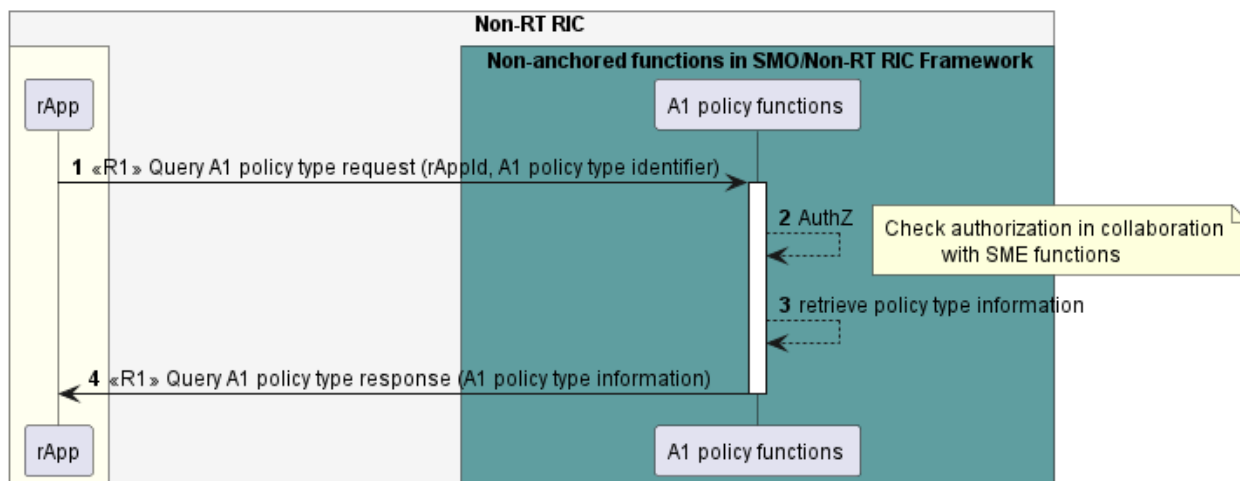 Non-RT RIC
Non-anchored functions in SMO/Non-RT RIC Framework
rApp
A1 policy functions
1 «R1» Query A1 policy type request (rAppId, A1 policy type identifier)
2 AuthZ
Check authorization in collaboration
with SME functions
3 retrieve policy type information
4 «R1» Query A1 policy type response (A1 policy type information)
rApp
A1 policy functions